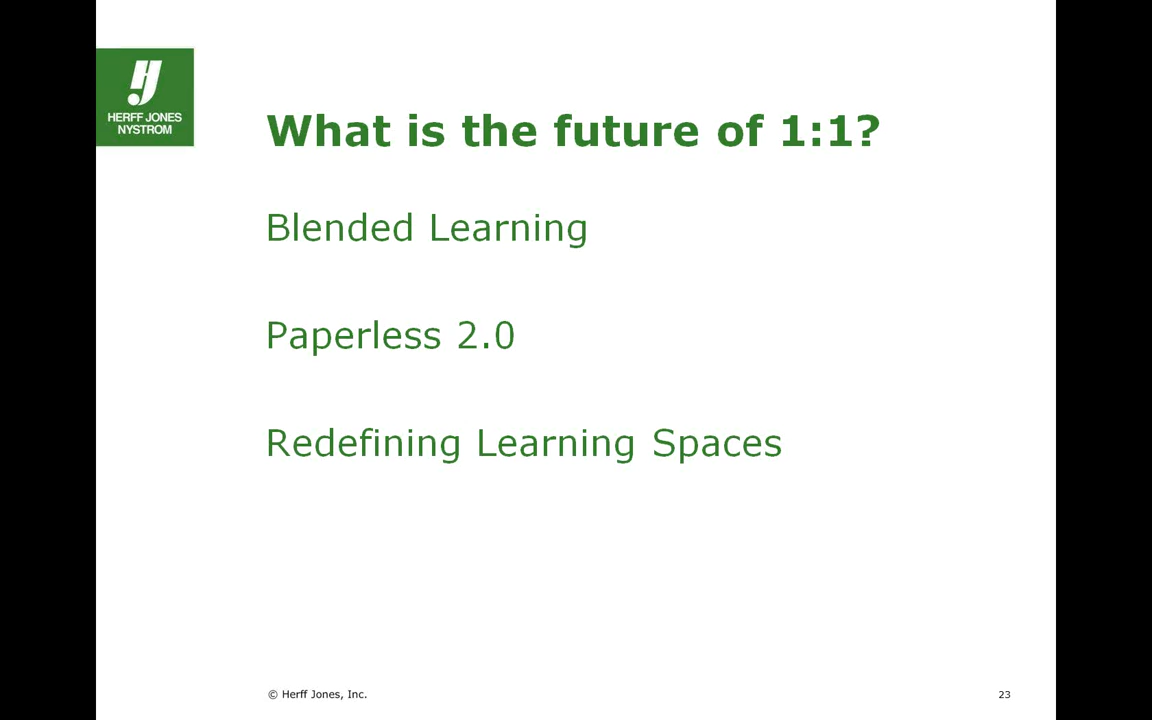 HERFF JONES
NYSTROM
What is the future of 1:1?
Blended Learning
Paperless 2.0
Redefining Learning Spaces
© Herff Jones, Inc.
23